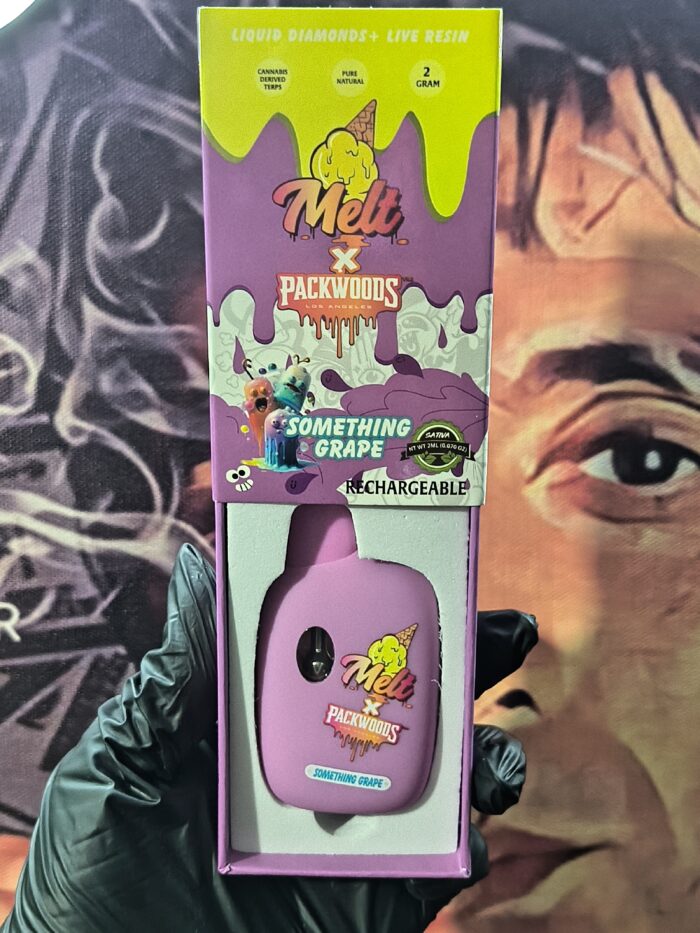 LIQUID DIAMONDS + LIVE RESIN
CANNABIS
DERIVED
TERPS
PURE
NATURAL
2
GRAM
Melt
X
PACKWOODS
LOS ANGELES
SOMETHING
GRAPE
SATIVA
RECHARGEABLE
Melt
X
PACKWOODS
SOMETHING GRAPE
R